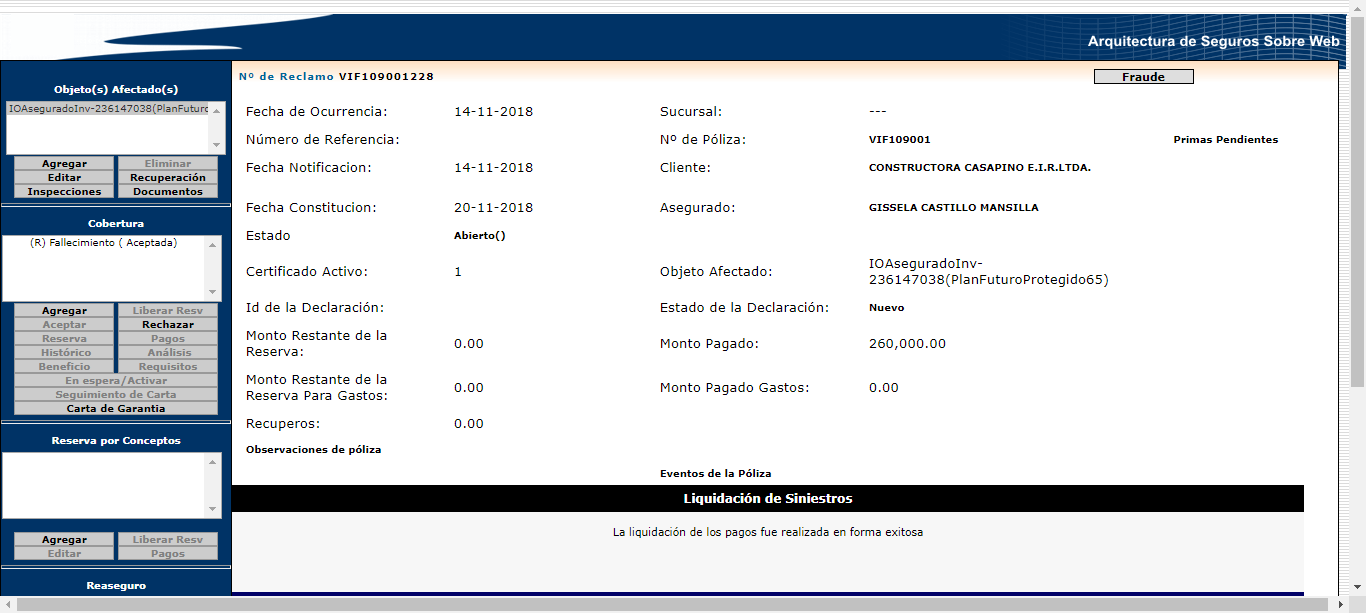 Arquitectura de Seguros Sobre Web
Objeto(s) Afectado(s)
IOAseguradoInv-236147038(PlanFuturo
Agregar Eliminar
Editar Recuperación
Inspecciones Documentos
Cobertura
(R) Fallecimiento ( Aceptada)
Agregar Liberar Resv
Aceptar Rechazar
Reserva Pagos
Histórico Análisis
Beneficio Requisitos
En espera/Activar
Seguimiento de Carta
Carta de Garantia
Reserva por Conceptos
Agregar Liberar Resv
Editar Pagos
Reaseguro
Nº de Reclamo VIF109001228
Fraude
Fecha de Ocurrencia: 14-11-2018 Sucursal: ---
Número de Referencia: Nº de Póliza: VIF109001 Primas Pendientes
Fecha Notificacion: 14-11-2018 Cliente: CONSTRUCTORA CASAPINO E.I.R.LTDA.
Fecha Constitucion: 20-11-2018 Asegurado: GISSELA CASTILLO MANSILLA
Estado Abierto()
Certificado Activo: 1 Objeto Afectado: IOAseguradoInv-
236147038(PlanFuturoProtegido65)
Id de la Declaración: Estado de la Declaración: Nuevo
Monto Restante de la
Reserva: 0.00 Monto Pagado: 260,000.00
Monto Restante de la
Reserva Para Gastos: 0.00 Monto Pagado Gastos: 0.00
Recuperos: 0.00
Observaciones de póliza
Eventos de la Póliza
Liquidación de Siniestros
La liquidación de los pagos fue realizada en forma exitosa